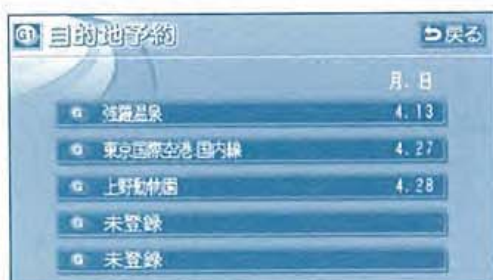 G 目的地予約 戻る
月.日
G 強羅温泉 4.13
G 東京国際空港国内線 4.27
G 上野動物園 4.28
G 未登録
G 未登録